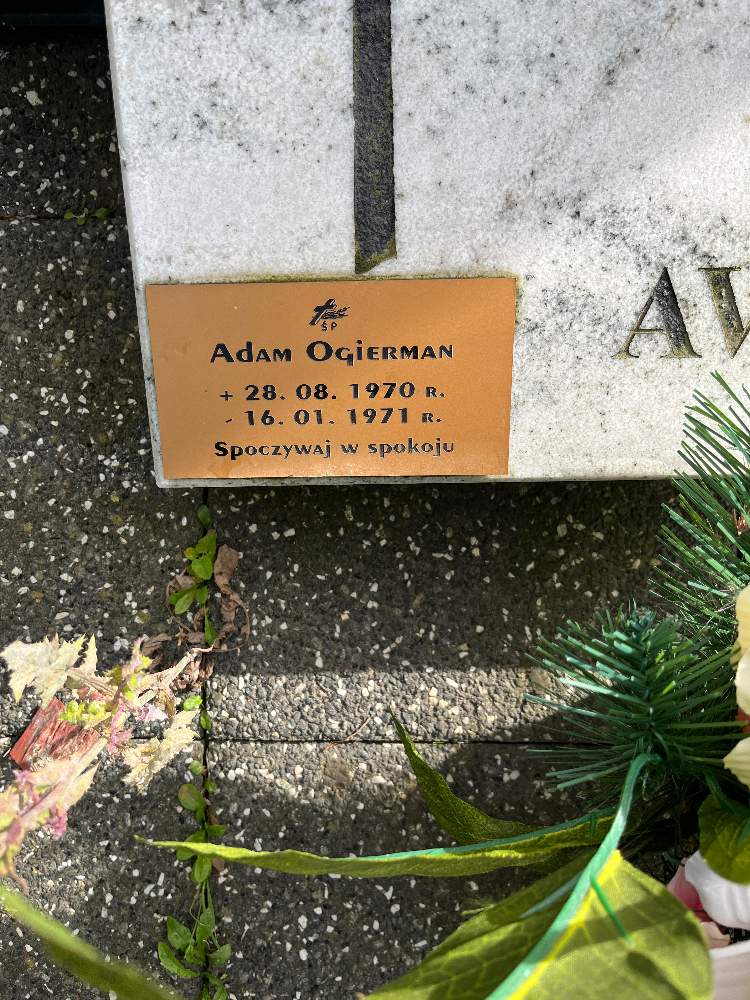 ŚP
Adam Ogierman
+ 28. 08. 1970 r.
- 16. 01. 1971 r.
Spoczywaj w spokoju